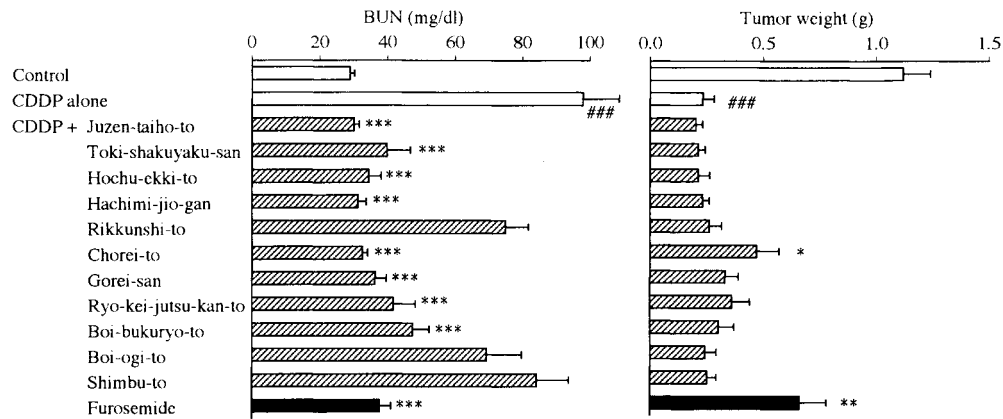 BUN (mg/dl) Tumor weight (g)
0 20 40 60 80 100 0.0 0.5 1.0 1.5
Control
CDDP alone ### ###
CDDP + Juzen-taiho-to ***
Toki-shakuyaku-san ***
Hochu-ekki-to ***
Hachimi-jio-gan ***
Rikkunshi-to
Chorei-to *** *
Gorei-san ***
Ryo-kei-jutsu-kan-to ***
Boi-bukuryo-to ***
Boi-ogi-to
Shimbu-to
Furosemide *** **